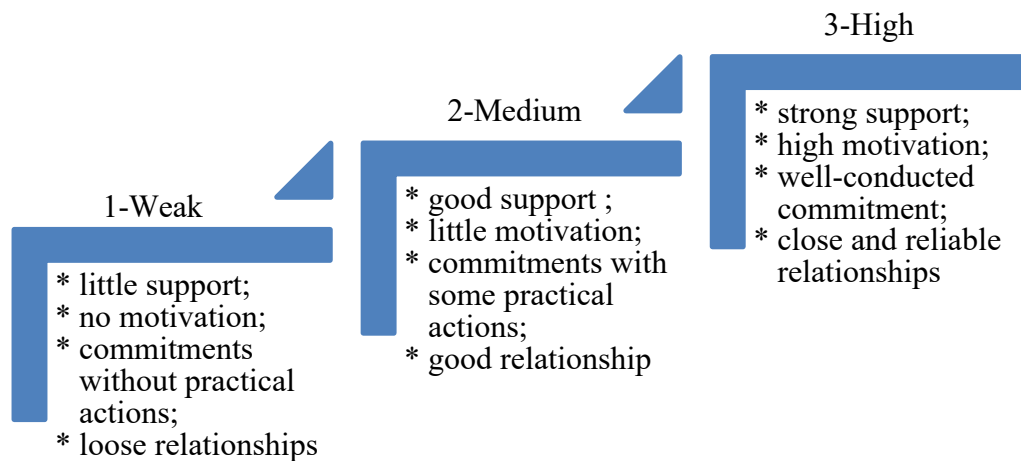 1-Weak
* little support;
* no motivation;
* commitments
without practical
actions;
* loose relationships
2-Medium
* good support ;
* little motivation;
* commitments with
some practical
actions;
* good relationship
3-High
* strong support;
* high motivation;
* well-conducted
commitment;
* close and reliable
relationships